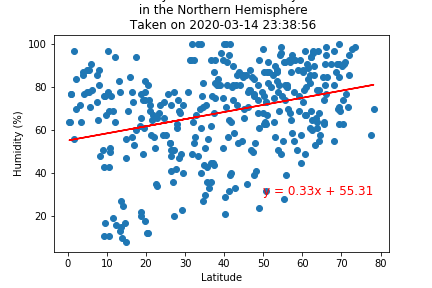 in the Northern Hemisphere
Taken on 2020-03-14 23:38:56
100
80
60
40
20
Humidity (%)
y = 0.33x + 55.31
0 10 20 30 40 50 60 70 80
Latitude